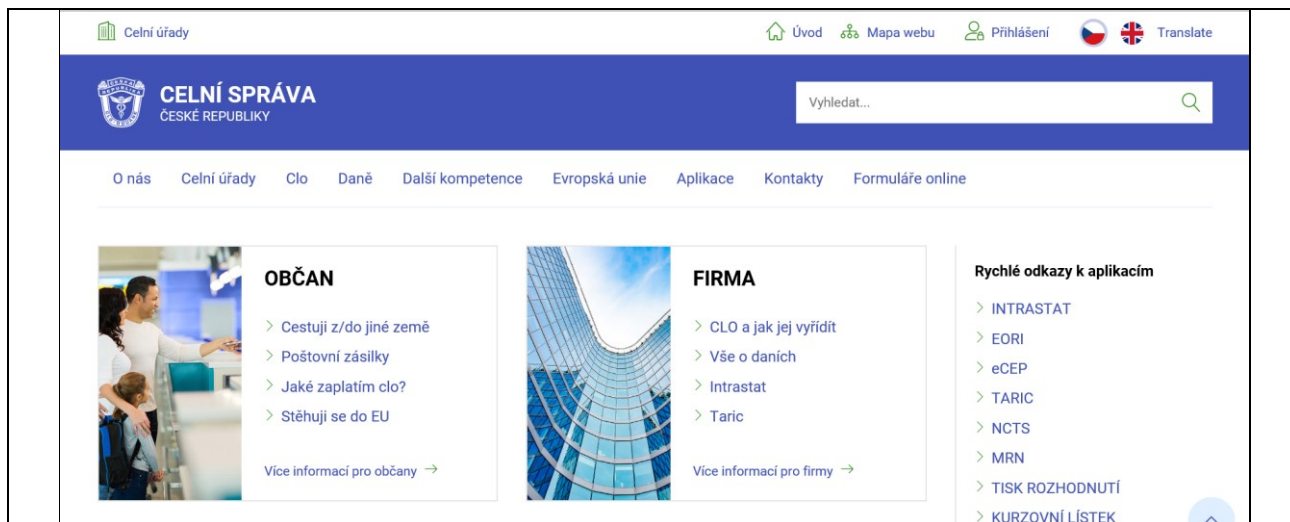 Celní úřady
Úvod Mapa webu Přihlášení Translate
CELNÍ SPRÁVA
ČESKÉ REPUBLIKY
Vyhledat...
O nás Celní úřady Clo Daně Další kompetence Evropská unie Aplikace Kontakty Formuláře online
OBČAN
Cestuji z/do jiné země
Poštovní zásilky
Jaké zaplatím clo?
Stěhuji se do EU
Více informací pro občany →
FIRMA
CLO a jak jej vyřídít
Vše o daních
Intrastat
Taric
Více informací pro firmy →
Rychlé odkazy k aplikacím
INTRASTAT
EORI
eCEP
TARIC
NCTS
MRN
TISK ROZHODNUTÍ
KURZOVNÍ LÍSTEK